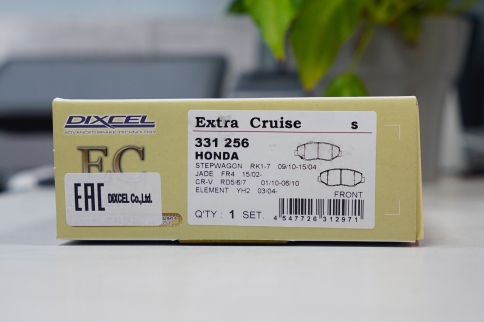 DIXCEL
ADVANCED BRAKE TECHNOLOGY
EC
EAC DIXCEL Co.,Ltd.
Extra Cruise S
331 256
HONDA
STEPWAGON RK1-7 09/10-15/04
JADE FR4 15/02-
CR-V RD5/6/7 01/10-06/10
ELEMENT YH2 03/04-
FRONT
Q'TY : 1 SET.
4 547726 312971